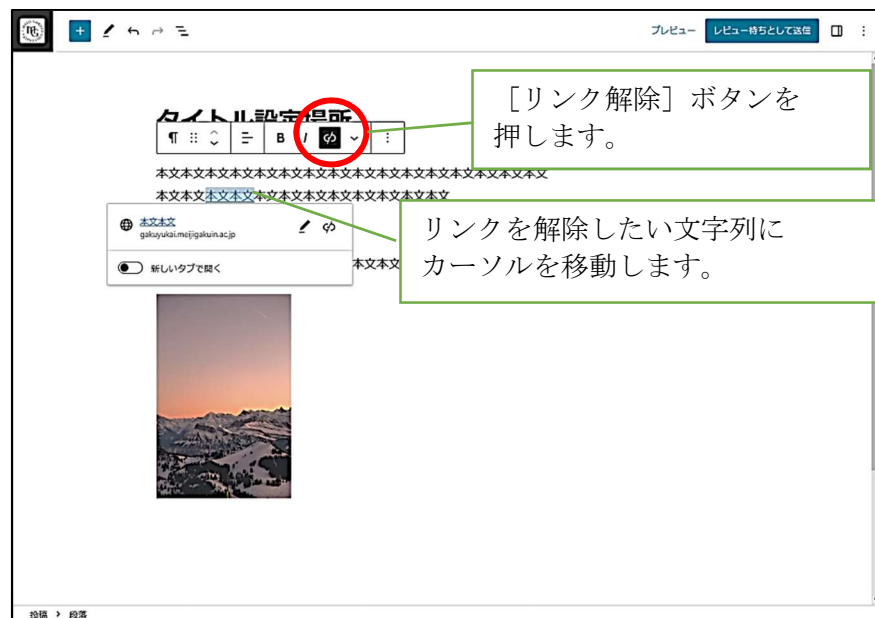 プレビュー レビュー待ちとして送信
タイトル設定場所
B I
［リンク解除］ボタンを
押します。
本文本文本文本文本文本文本文本文本文本文本文本文本文本文本文本文
本文本文本文本文本文本文本文本文本文本文本文本文
リンクを解除したい文字列に
カーソルを移動します。
本文本文
gakuyukai.meijigakuin.ac.jp
新しいタブで開く
本文本文
投稿 > 段落